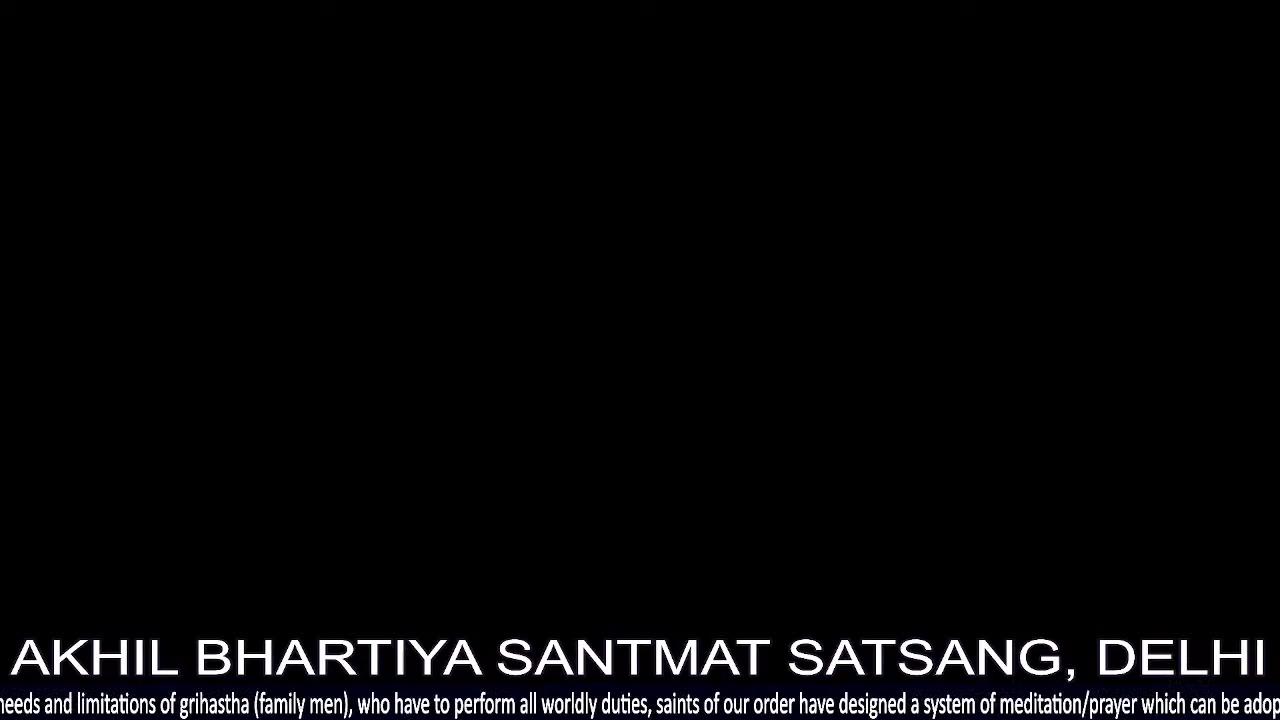 AKHIL BHARTIYA SANTMAT SATSANG, DELHI
needs and limitations of grihastha (family men), who have to perform all worldly duties, saints of our order have designed a system of meditation/prayer which can be adop